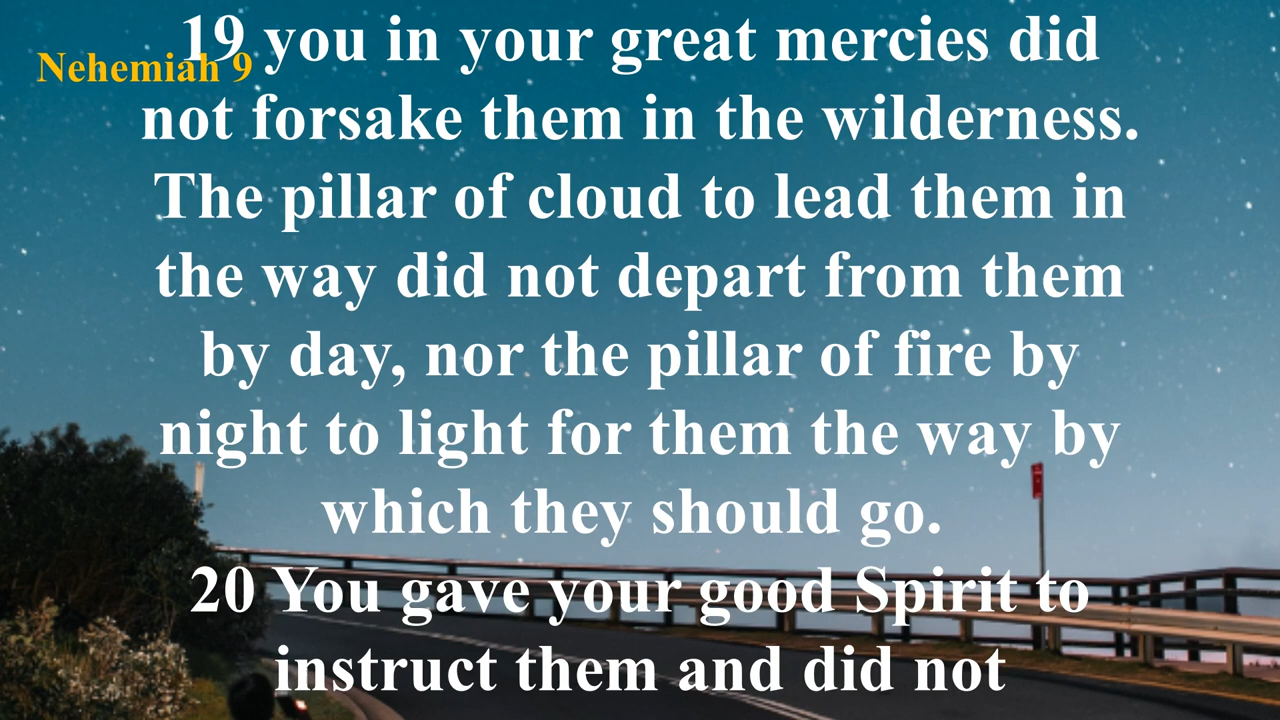 Nehemiah 9
19 you in your great mercies did
not forsake them in the wilderness.
The pillar of cloud to lead them in
the way did not depart from them
by day, nor the pillar of fire by
night to light for them the way by
which they should go.
20 You gave your good Spirit to
instruct them and did not